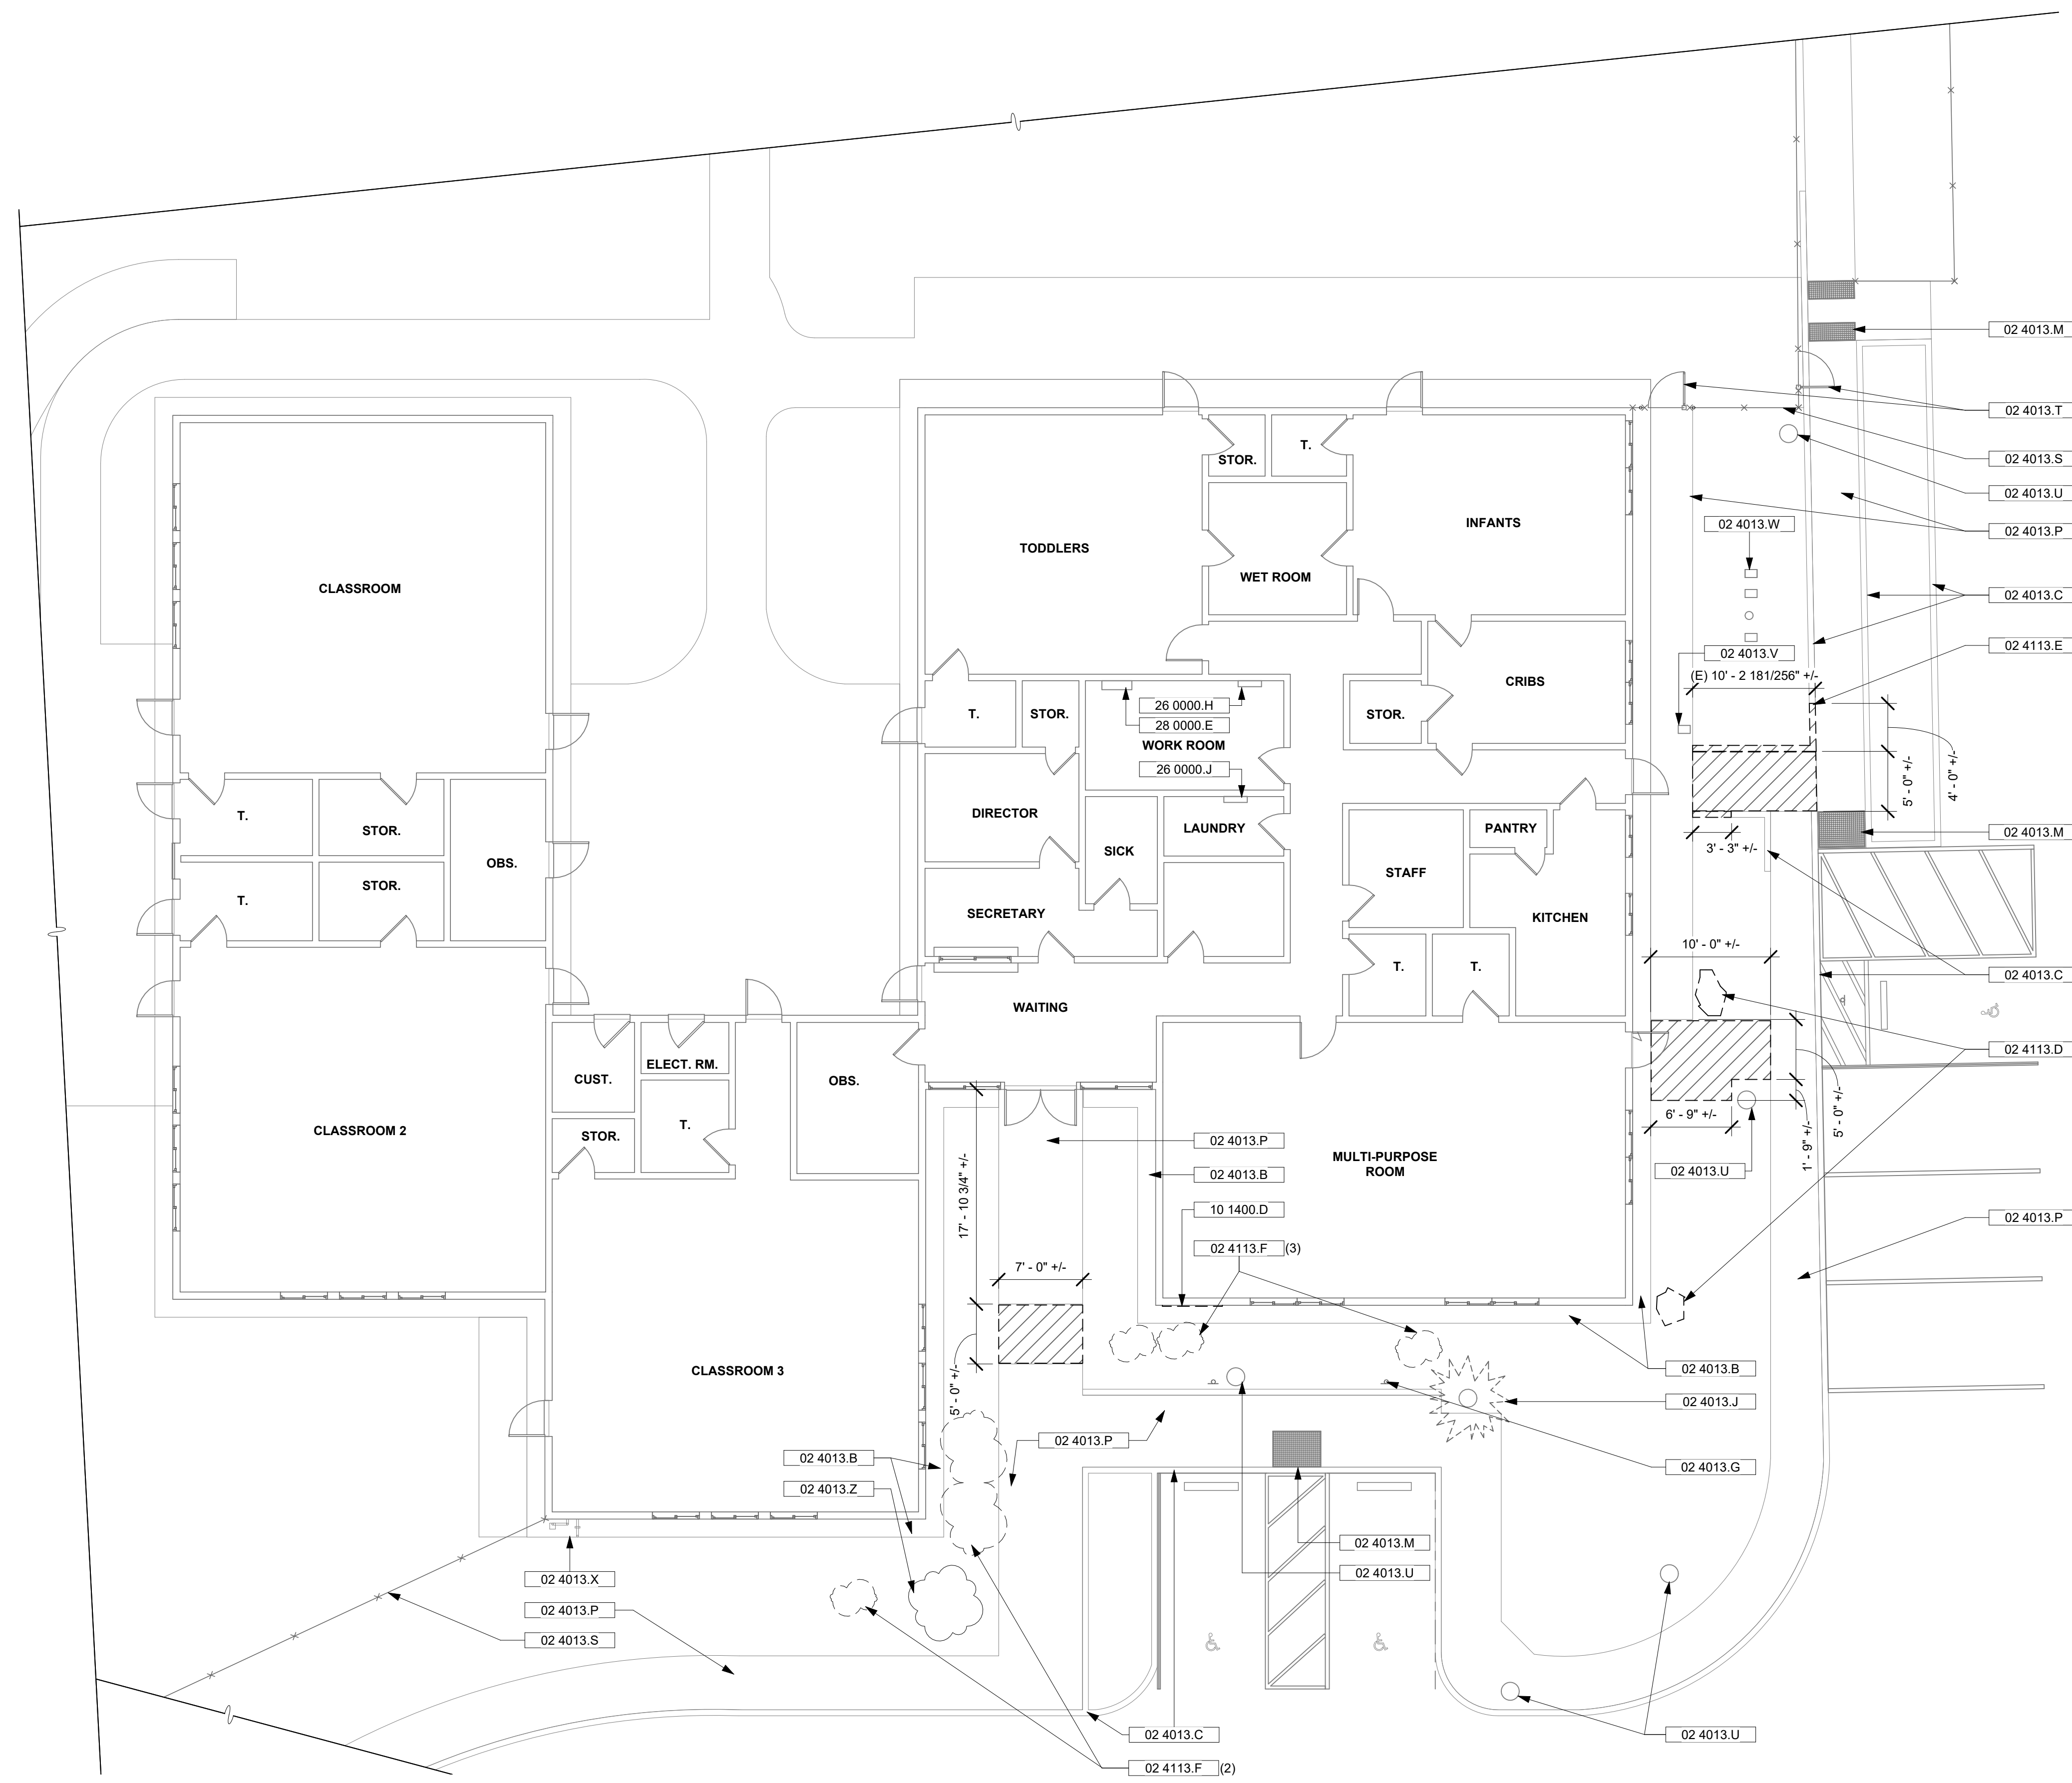 02 4013.M
02 4013.T
STOR.
T.
02 4013.S
02 4013.U
INFANTS
02 4013.W
02 4013.P
TODDLERS
WET ROOM
CLASSROOM
02 4013.C
02 4113.E
02 4013.V
(E) 10' - 2 181/256" +/-
CRIBS
26 0000.H
28 0000.E
T.
STOR.
STOR.
WORK ROOM
26 0000.J
5' - 0" +/-
4' - 0" +/-
DIRECTOR
T.
STOR.
LAUNDRY
PANTRY
02 4013.M
3' - 3" +/-
SICK
OBS.
STAFF
STOR.
T.
SECRETARY
KITCHEN
10' - 0" +/-
T.
T.
02 4013.C
WAITING
02 4113.D
ELECT. RM.
CUST.
OBS.
5' - 0" +/-
6' - 9" +/-
1' - 9" +/-
T.
CLASSROOM 2
STOR.
02 4013.P
MULTI-PURPOSE
ROOM
02 4013.U
02 4013.B
17' - 10 3/4" +/-
10 1400.D
02 4013.P
02 4113.F (3)
7' - 0" +/-
CLASSROOM 3
02 4013.B
5' - 0" +/-
02 4013.J
02 4013.P
02 4013.B
02 4013.G
02 4013.Z
02 4013.M
02 4013.U
02 4013.X
02 4013.P
02 4013.S
02 4013.C
02 4013.U
02 4113.F (2)